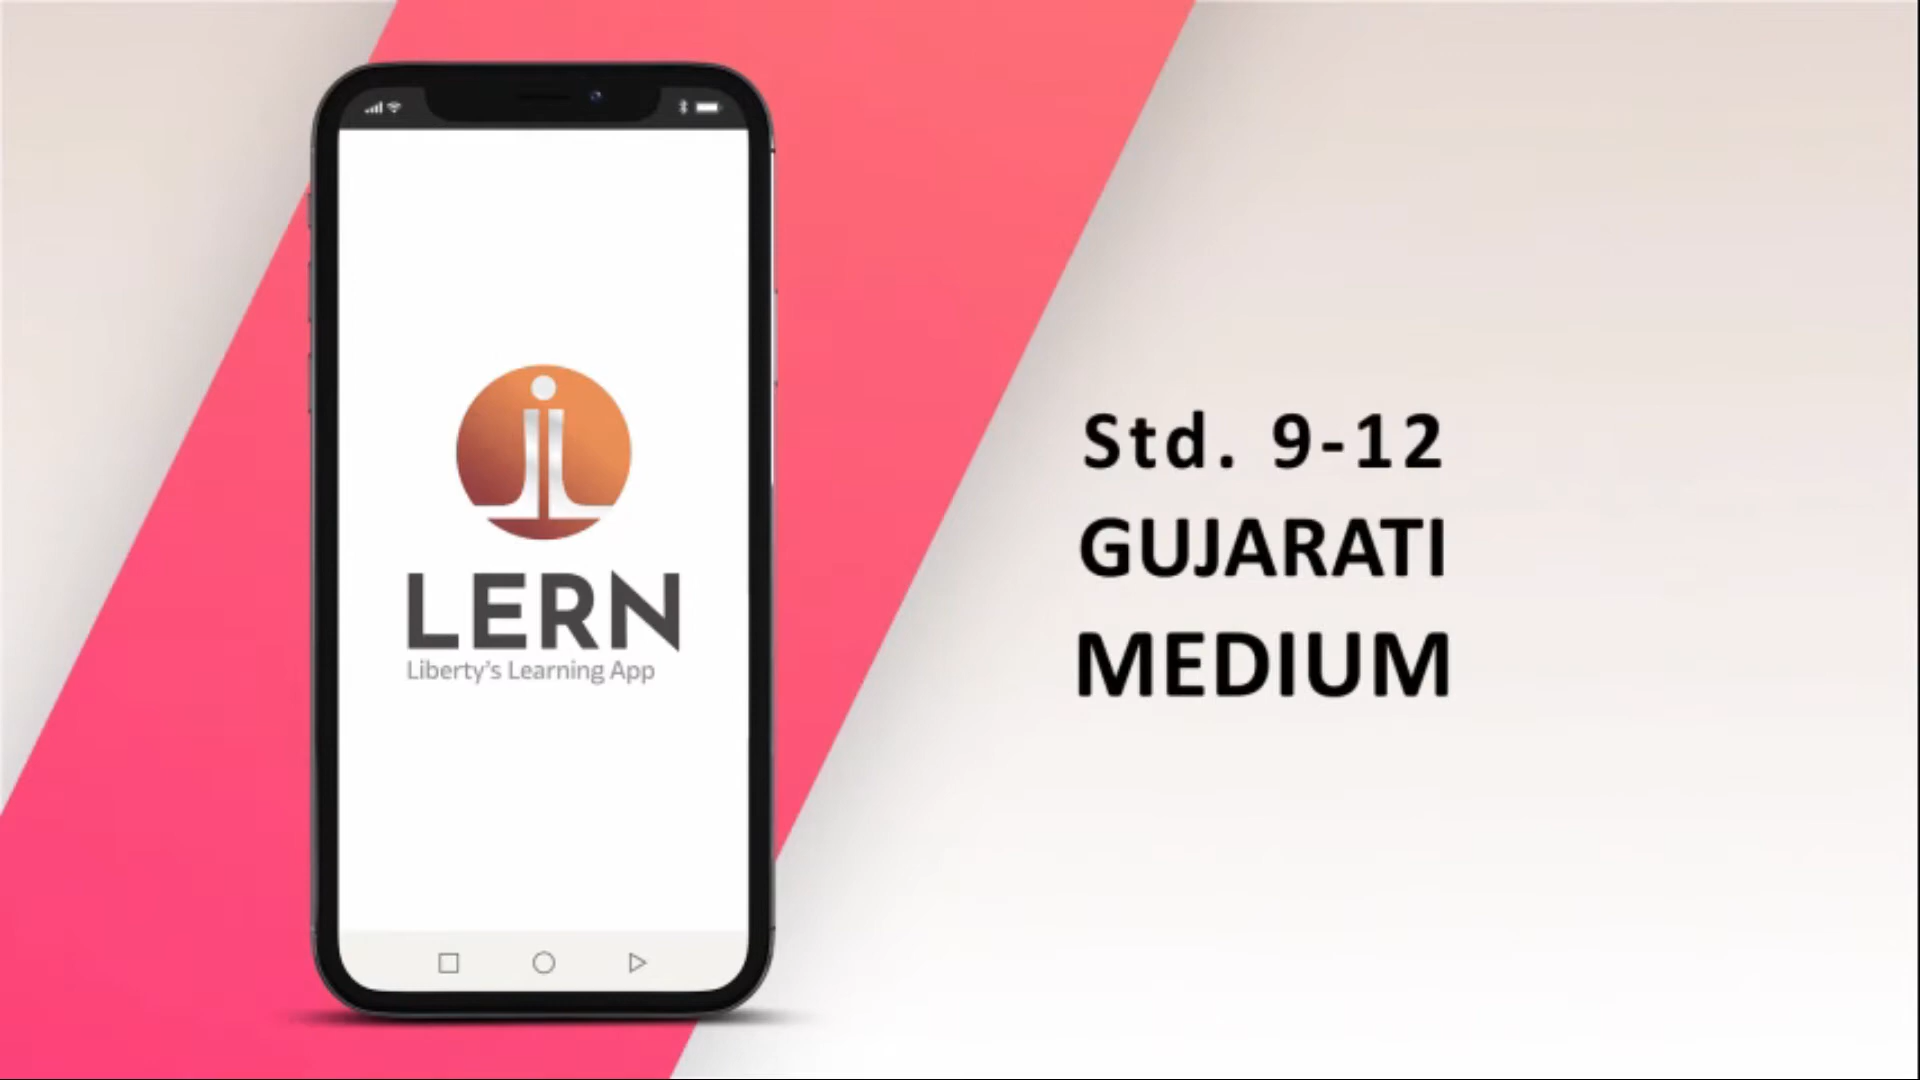 LERN
Liberty's Learning App
Std. 9-12
GUJARATI
MEDIUM